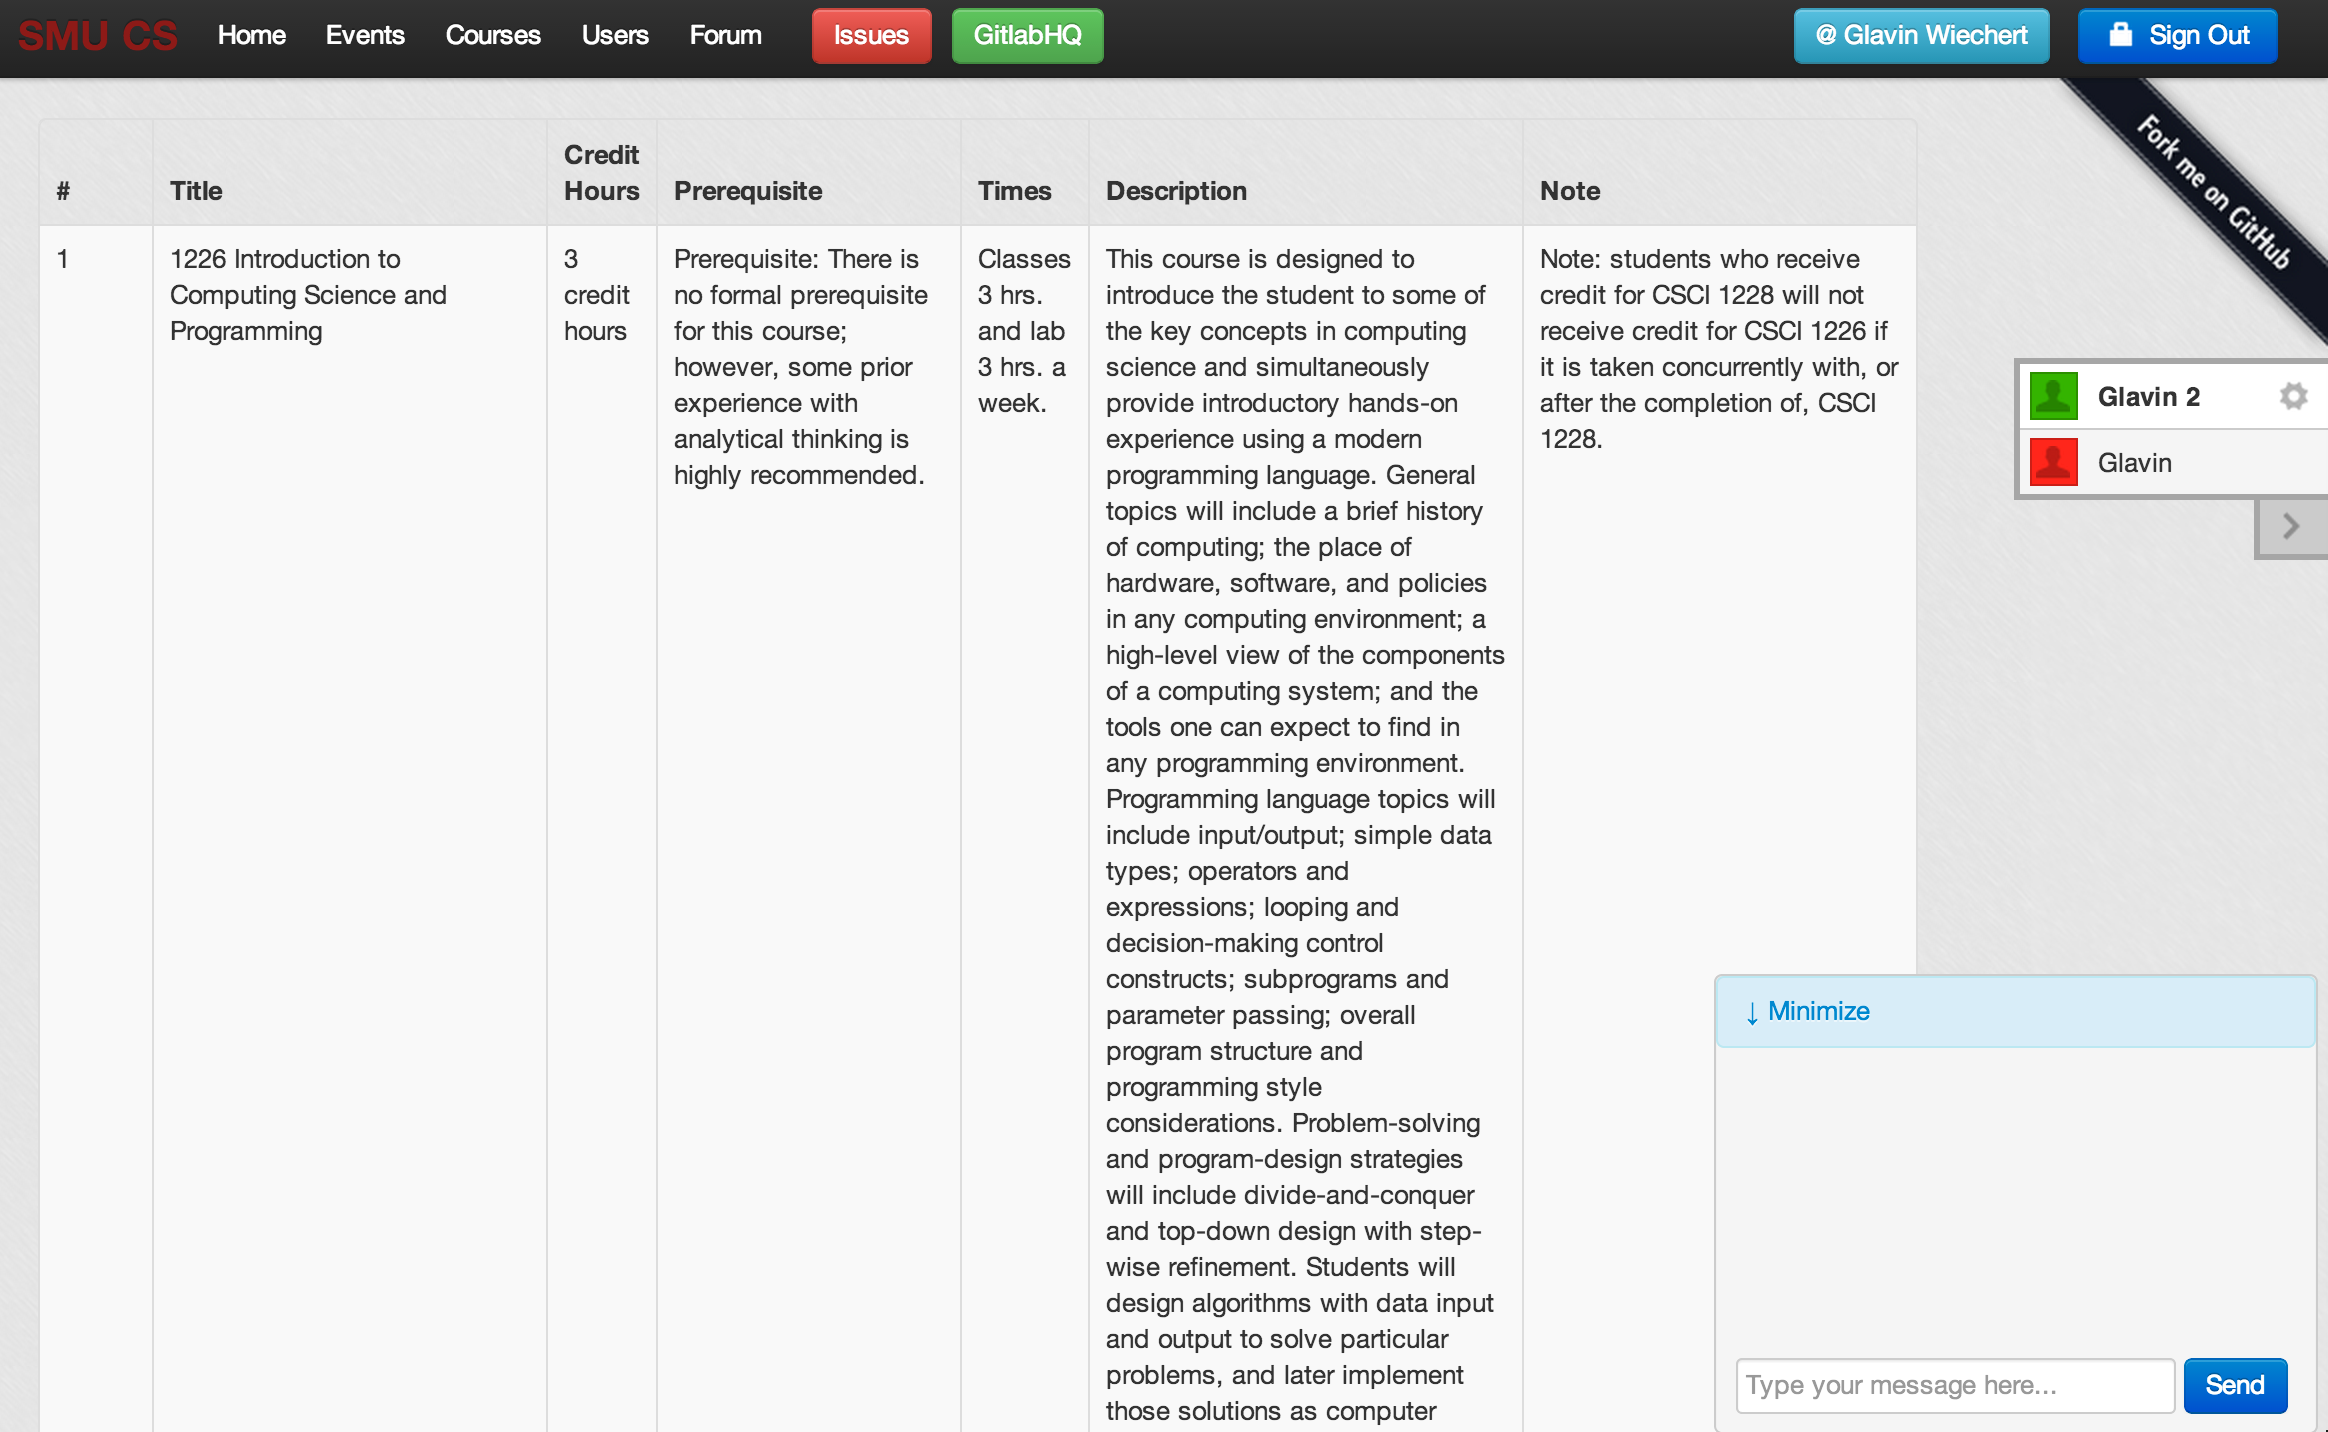 SMU CS Home Events Courses Users Forum Issues GitlabHQ @ Glavin Wiechert Sign Out
Fork me on GitHub
# Title Credit Hours Prerequisite Times Description Note
1
1226 Introduction to
Computing Science and
Programming
3
credit
hours
Prerequisite: There is
no formal prerequisite
for this course;
however, some prior
experience with
analytical thinking is
highly recommended.
Classes
3 hrs.
and lab
3 hrs. a
week.
This course is designed to
introduce the student to some of
the key concepts in computing
science and simultaneously
provide introductory hands-on
experience using a modern
programming language. General
topics will include a brief history
of computing; the place of
hardware, software, and policies
in any computing environment; a
high-level view of the components
of a computing system; and the
tools one can expect to find in
any programming environment.
Programming language topics will
include input/output; simple data
types; operators and
expressions; looping and
decision-making control
constructs; subprograms and
parameter passing; overall
program structure and
programming style
considerations. Problem-solving
and program-design strategies
will include divide-and-conquer
and top-down design with step-
wise refinement. Students will
design algorithms with data input
and output to solve particular
problems, and later implement
those solutions as computer
Note: students who receive
credit for CSCI 1228 will not
receive credit for CSCI 1226 if
it is taken concurrently with, or
after the completion of, CSCI
1228.
Glavin 2
Glavin
↓ Minimize
Type your message here... Send